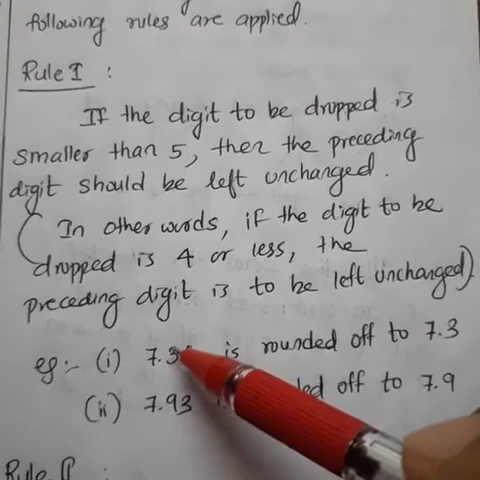 following rules are applied.
Rule I :
If the digit to be dropped is
smaller than 5, then the preceding
digit should be left unchanged.
(In other words, if the digit to be
dropped is 4 or less, the
preceding digit is to be left unchanged)
eg:- (i) 7.3 is rounded off to 7.3
(ii) 7.93 off to 7.9
Rule